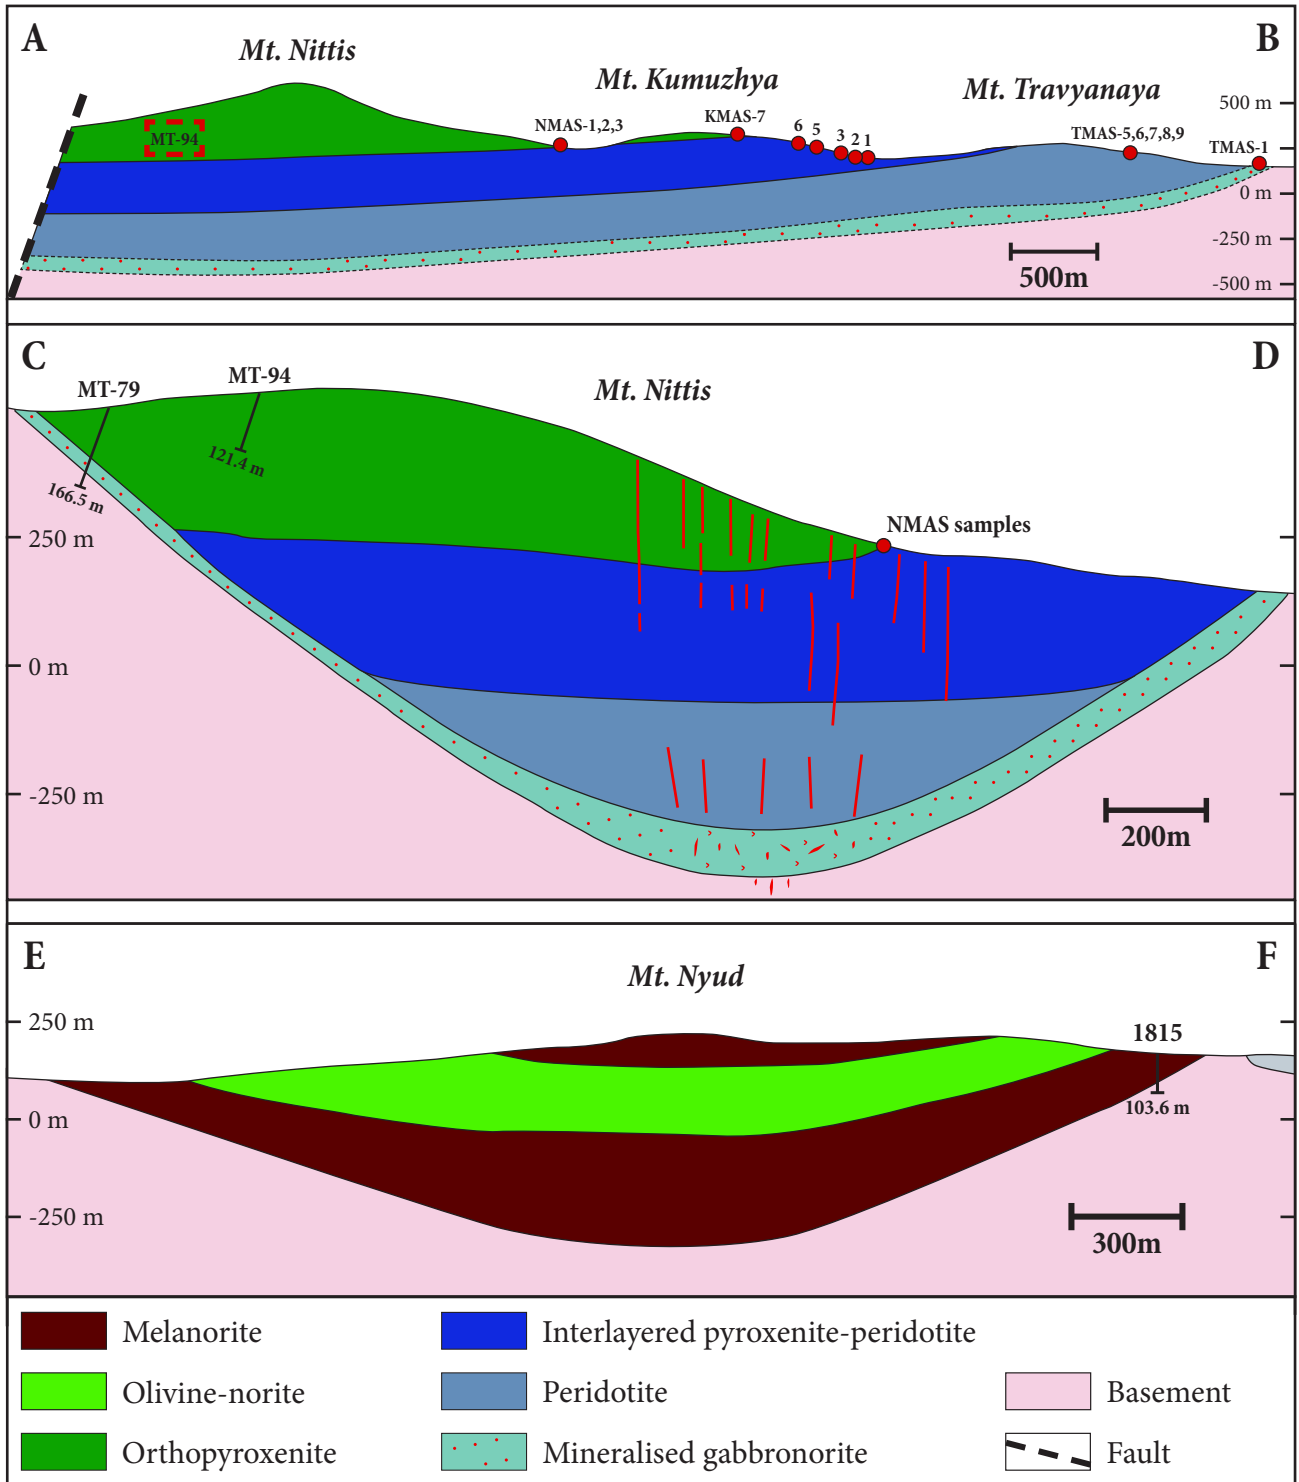 A
B
Mt. Nittis
Mt. Kumuzhya
Mt. Travyanaya
500 m
MT-94
NMAS-1,2,3
KMAS-7
6
5
3
2
1
TMAS-5,6,7,8,9
TMAS-1
0 m
-250 m
-500 m
500m
C
D
MT-79
MT-94
Mt. Nittis
121.4 m
166.5 m
NMAS samples
250 m
0 m
-250 m
200m
E
F
Mt. Nyud
250 m
1815
103.6 m
0 m
-250 m
300m
Melanorite
Interlayered pyroxenite-peridotite
Olivine-norite
Peridotite
Basement
Orthopyroxenite
Mineralised gabbronorite
Fault